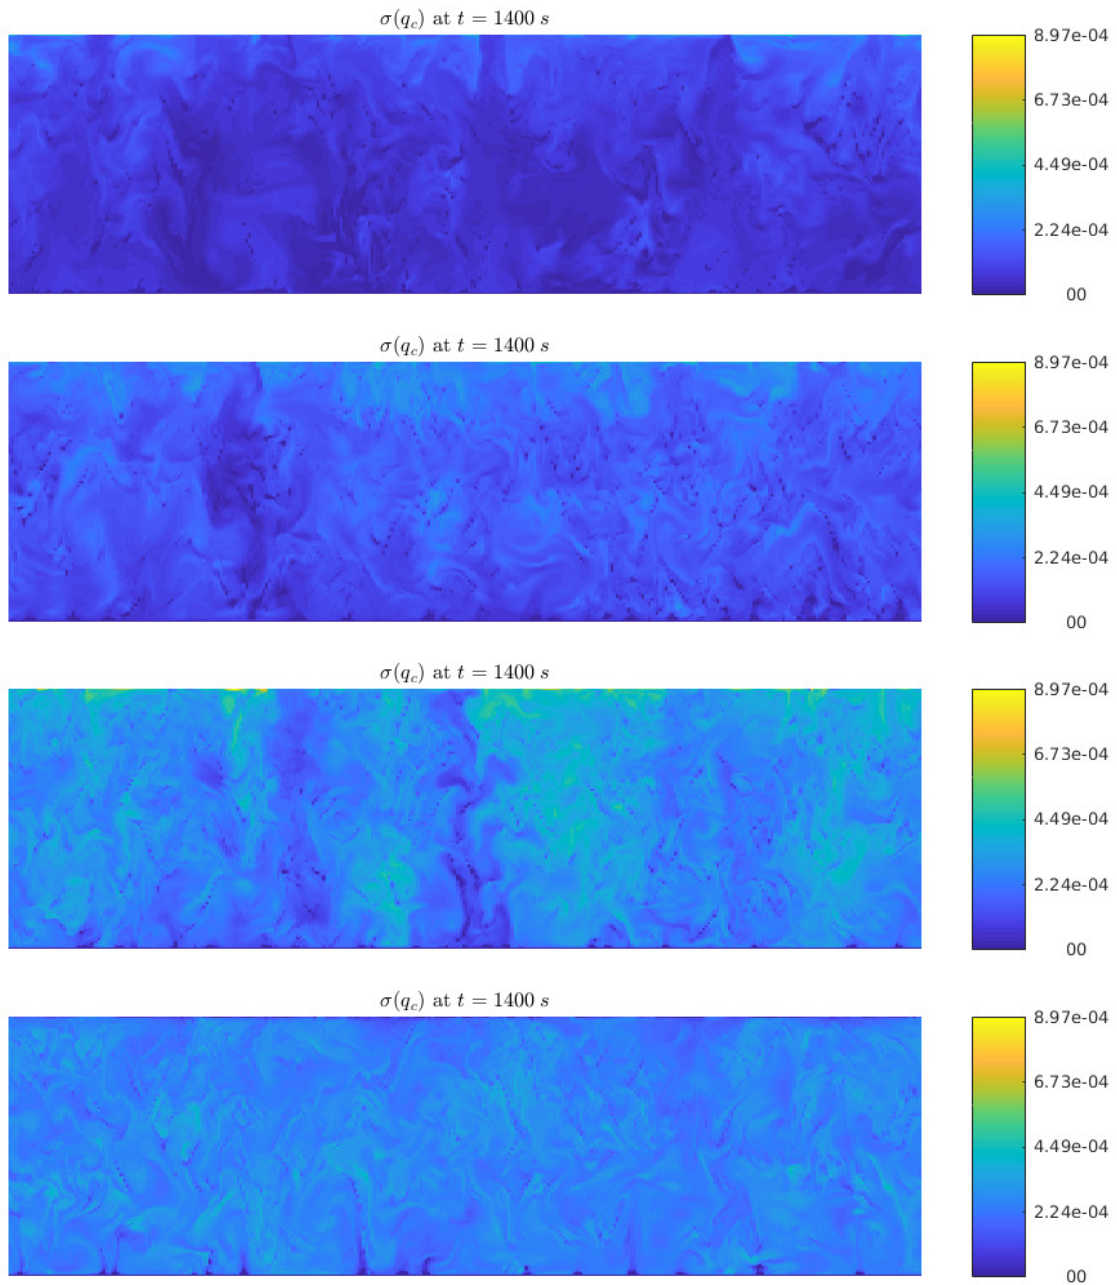 σ(q_c) at t = 1400 s
8.97e-04
6.73e-04
4.49e-04
2.24e-04
00
σ(q_c) at t = 1400 s
8.97e-04
6.73e-04
4.49e-04
2.24e-04
00
σ(q_c) at t = 1400 s
8.97e-04
6.73e-04
4.49e-04
2.24e-04
00
σ(q_c) at t = 1400 s
8.97e-04
6.73e-04
4.49e-04
2.24e-04
00